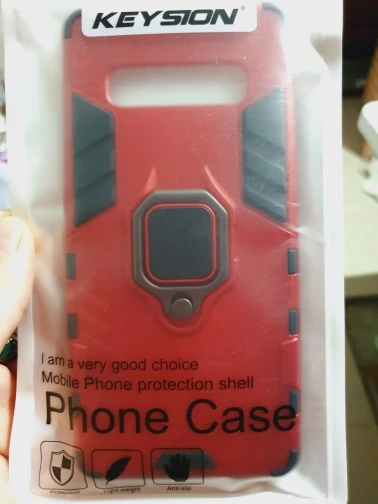 KEYSION®
I am a very good choice
Mobile Phone protection shell
Phone Case
Protection Light weight Anti-slip